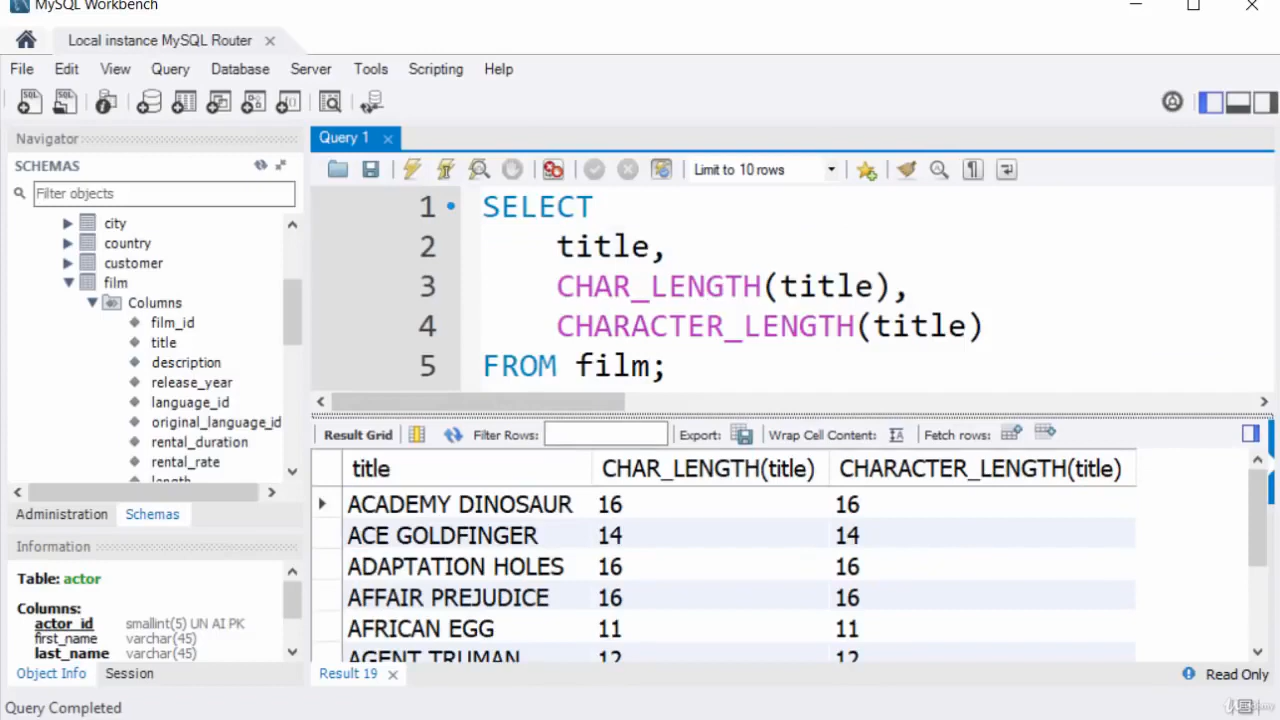 MySQL Workbench
Local instance MySQL Router
File Edit View Query Database Server Tools Scripting Help
Navigator
SCHEMAS
Filter objects
city
country
customer
film
Columns
film_id
title
description
release_year
language_id
original_language_id
rental_duration
rental_rate
length
Administration Schemas
Information
Table: actor
Columns:
actor_id smallint(5) UN AI PK
first_name varchar(45)
last_name varchar(45)
Object Info Session
Query 1
Limit to 10 rows
1 SELECT
2 title,
3 CHAR_LENGTH(title),
4 CHARACTER_LENGTH(title)
5 FROM film;
Result Grid Filter Rows: Export: Wrap Cell Content: Fetch rows:
title CHAR_LENGTH(title) CHARACTER_LENGTH(title)
ACADEMY DINOSAUR 16 16
ACE GOLDFINGER 14 14
ADAPTATION HOLES 16 16
AFFAIR PREJUDICE 16 16
AFRICAN EGG 11 11
AGENT TRUMAN 12 12
Result 19 Read Only
Query Completed